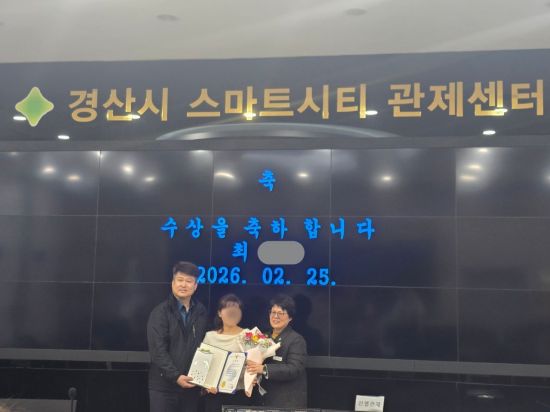 경산시 스마트시티 관제센터
축
수상을 축하 합니다
최
2026. 02. 25.